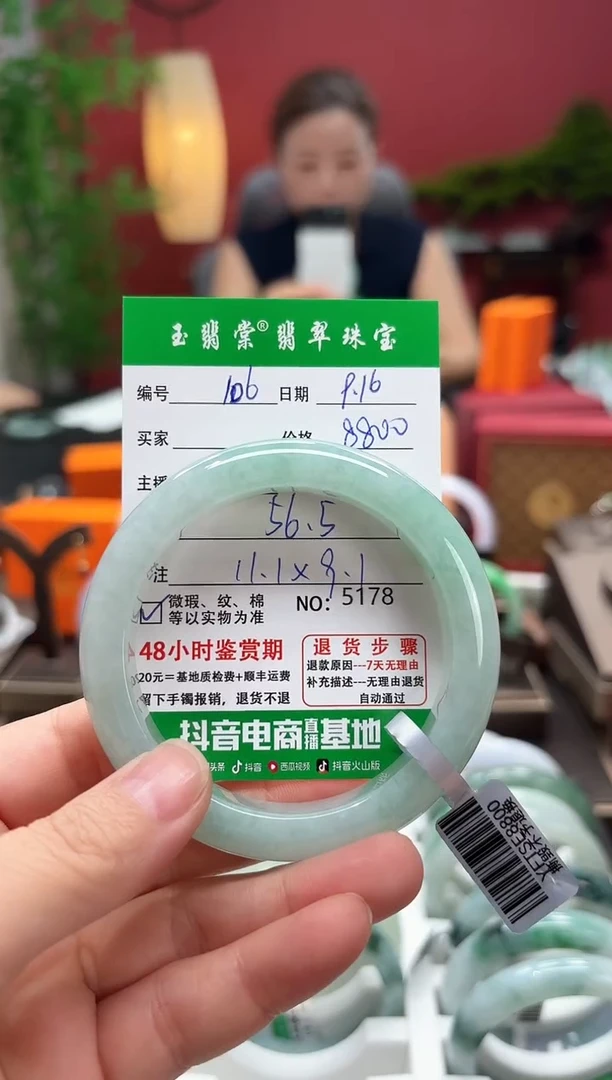 玉翡棠® 翡翠珠宝
编号 106 日期 9.16
买家 价格 8800
主播
56.5
注 11.1×9.1
微瑕、纹、棉
等以实物为准
NO: 5178
48小时鉴赏期
20元=基地质检费+顺丰运费
留下手镯报销，退货不退
退货步骤
退款原因---7天无理由
补充描述---无理由退货
自动通过
抖音电商直播基地
头条 抖音 西瓜视频 抖音火山版